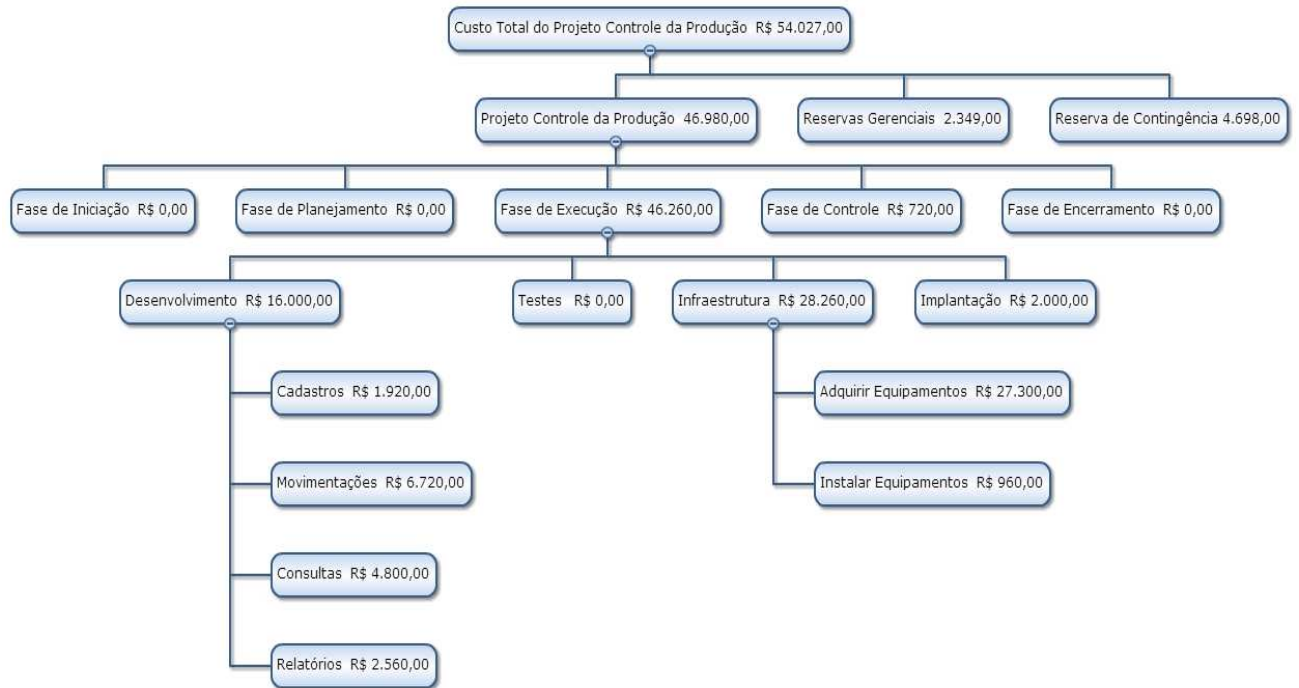 Custo Total do Projeto Controle da Produção R$ 54.027,00
Projeto Controle da Produção 46.980,00
Reservas Gerenciais 2.349,00
Reserva de Contingência 4.698,00
Fase de Iniciação R$ 0,00
Fase de Planejamento R$ 0,00
Fase de Execução R$ 46.260,00
Fase de Controle R$ 720,00
Fase de Encerramento R$ 0,00
Desenvolvimento R$ 16.000,00
Testes R$ 0,00
Infraestrutura R$ 28.260,00
Implantação R$ 2.000,00
Cadastros R$ 1.920,00
Adquirir Equipamentos R$ 27.300,00
Movimentações R$ 6.720,00
Instalar Equipamentos R$ 960,00
Consultas R$ 4.800,00
Relatórios R$ 2.560,00